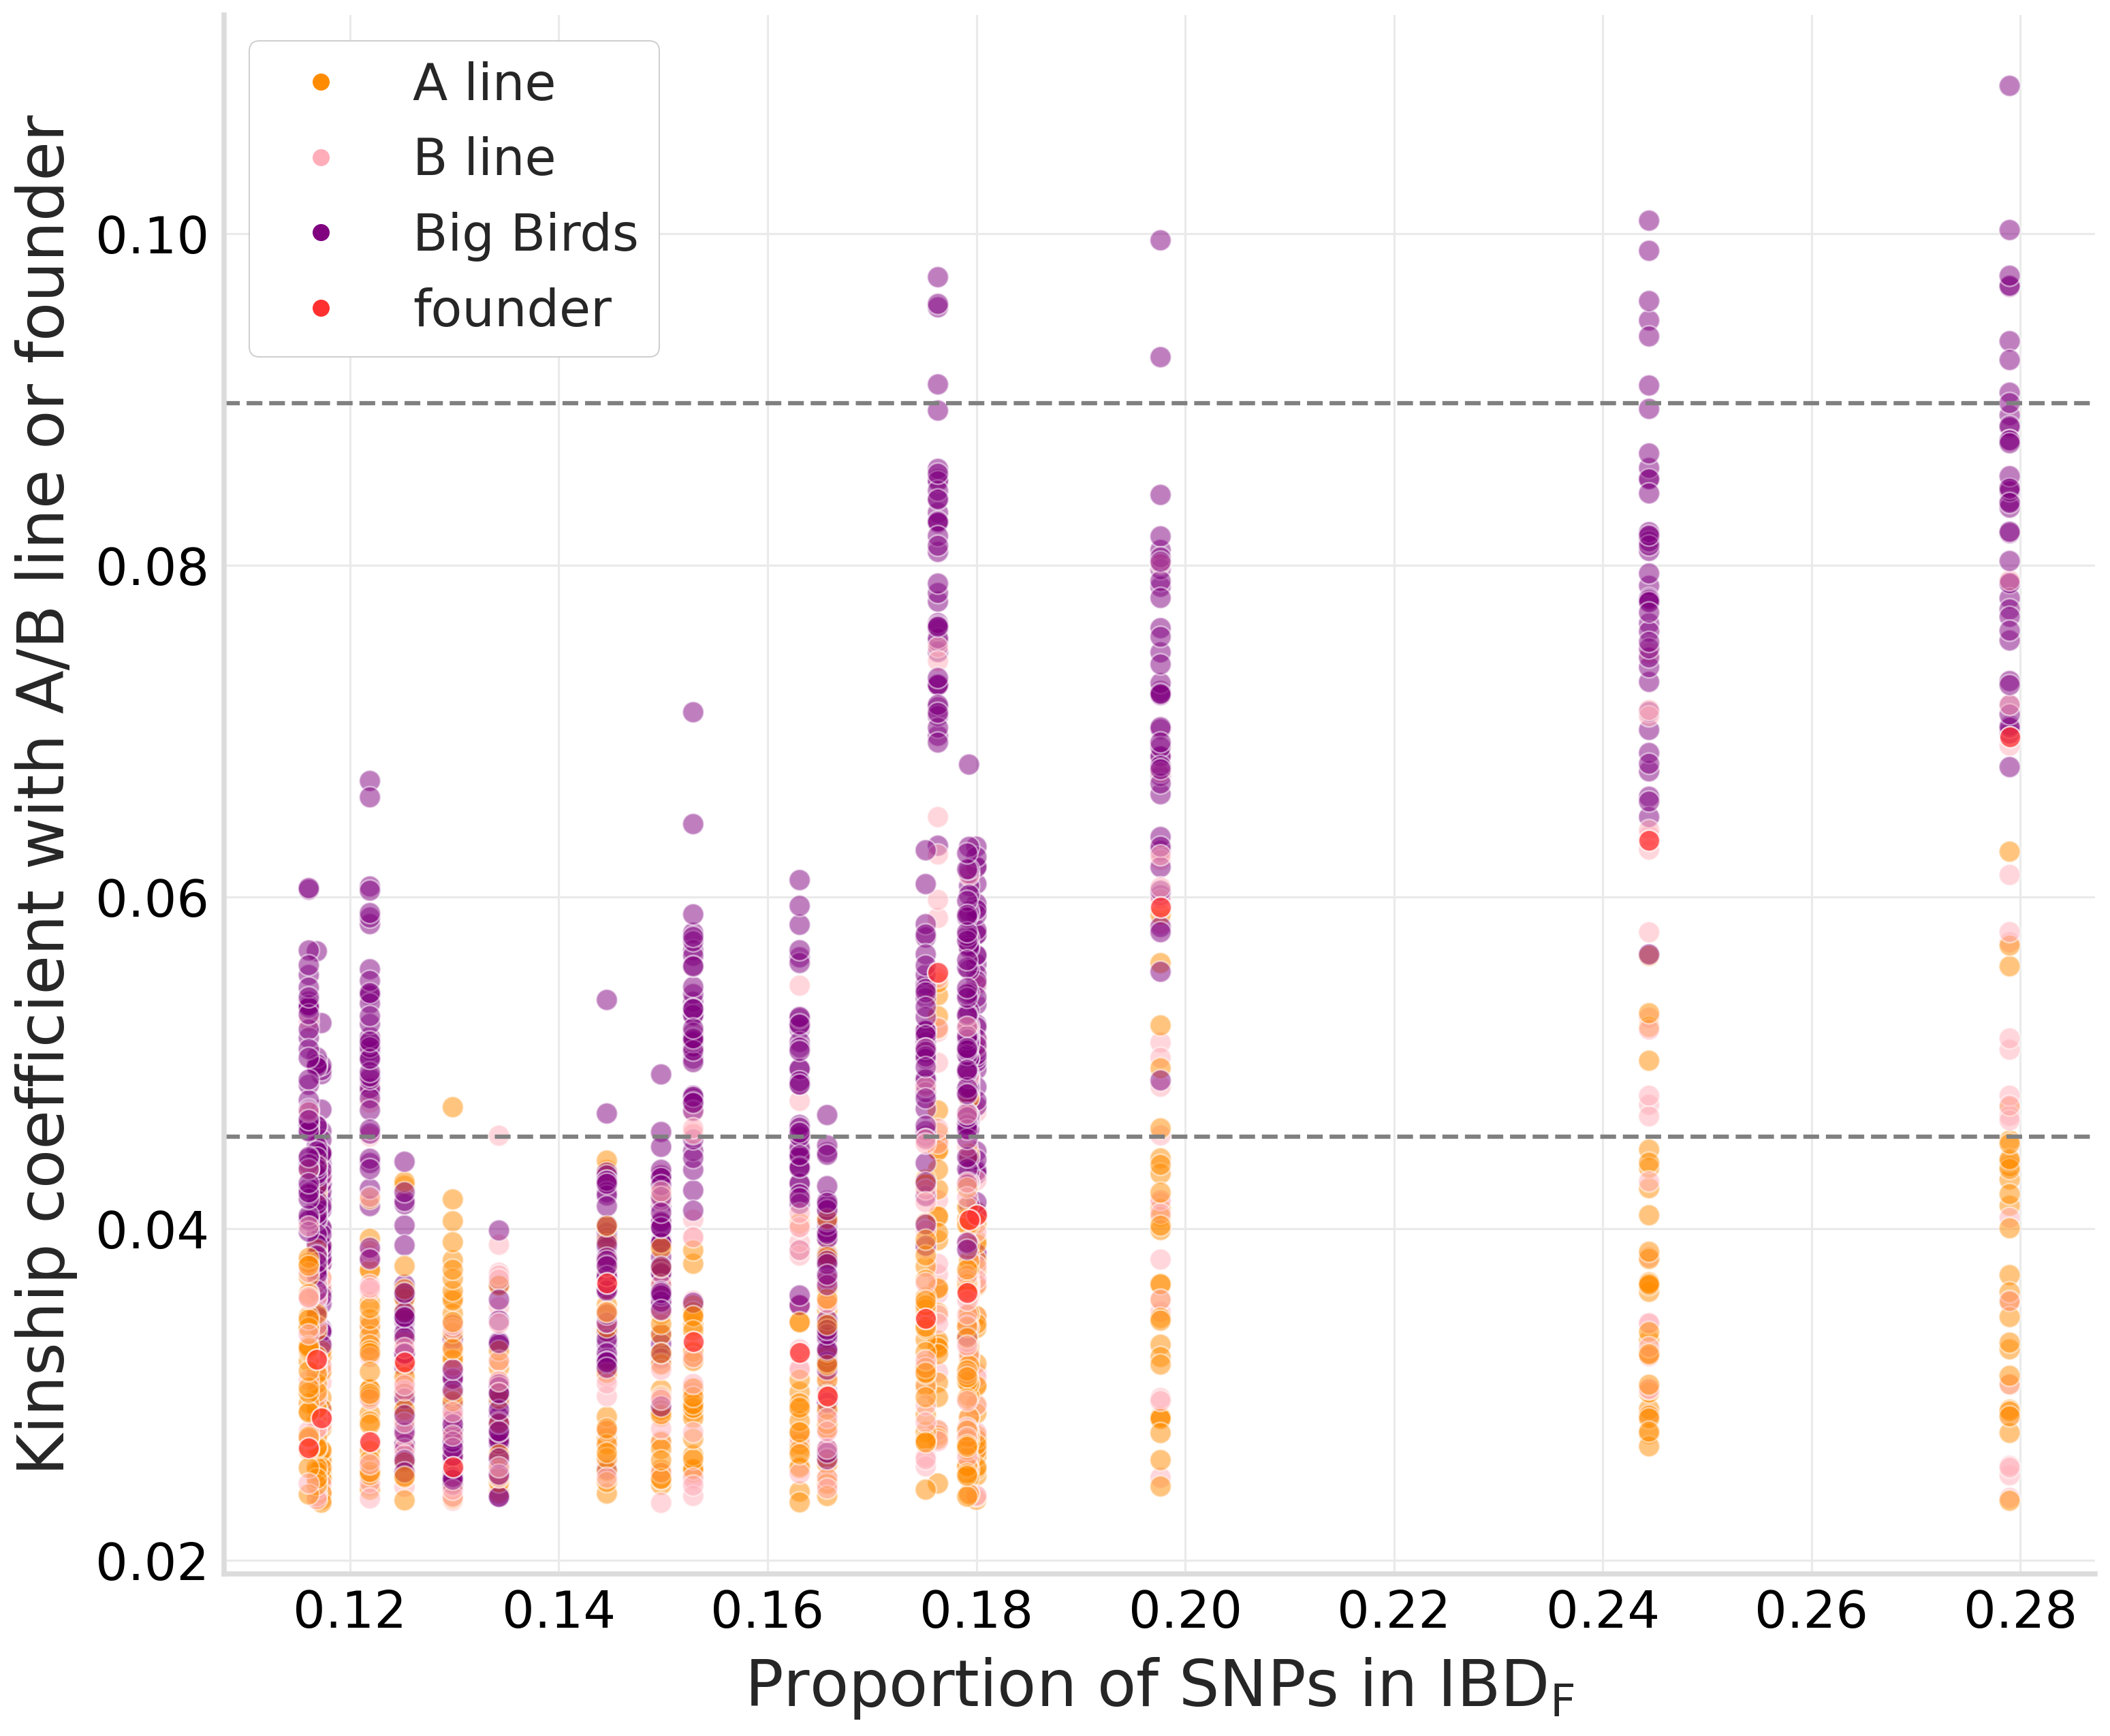 A line
B line
Big Birds
founder
Kinship coefficient with A/B line or founder
0.10
0.08
0.06
0.04
0.02
0.12 0.14 0.16 0.18 0.20 0.22 0.24 0.26 0.28
Proportion of SNPs in IBD_F